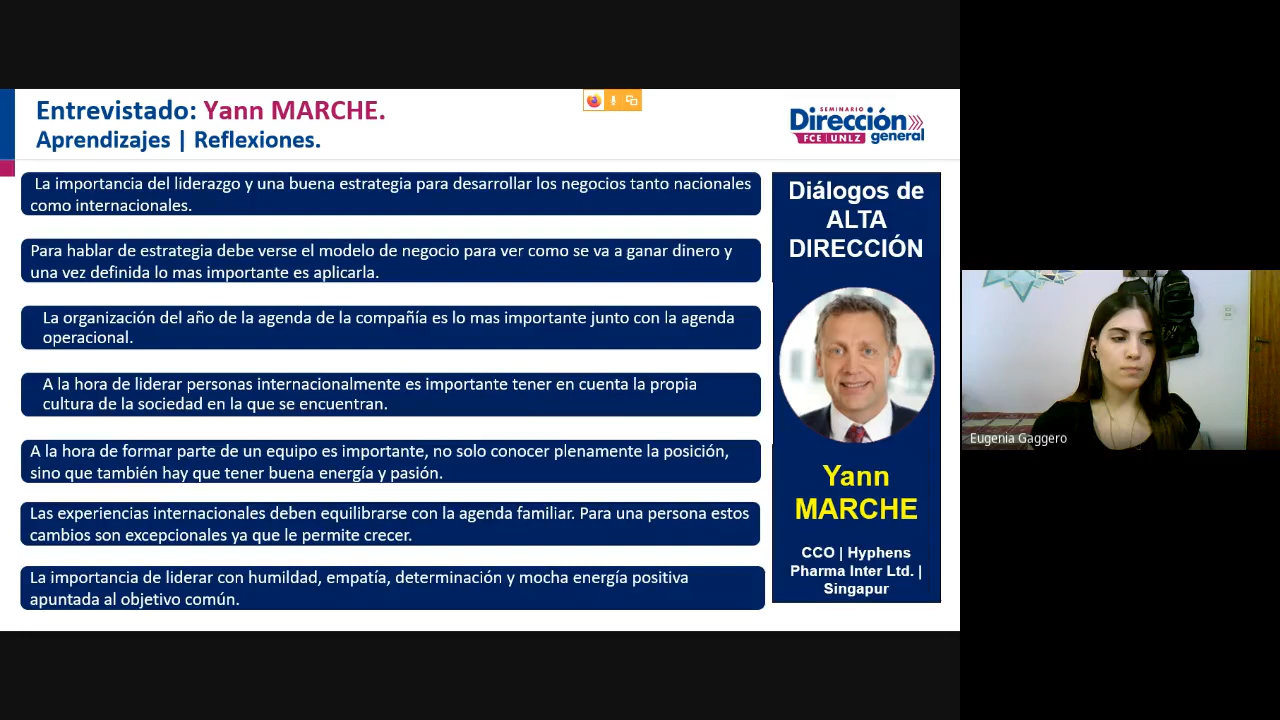 Entrevistado: Yann MARCHE.
Aprendizajes | Reflexiones.
SEMINARIO
Dirección
FCE UNLZ general
La importancia del liderazgo y una buena estrategia para desarrollar los negocios tanto nacionales
como internacionales.
Para hablar de estrategia debe verse el modelo de negocio para ver como se va a ganar dinero y
una vez definida lo mas importante es aplicarla.
La organización del año de la agenda de la compañía es lo mas importante junto con la agenda
operacional.
A la hora de liderar personas internacionalmente es importante tener en cuenta la propia
cultura de la sociedad en la que se encuentran.
A la hora de formar parte de un equipo es importante, no solo conocer plenamente la posición,
sino que también hay que tener buena energía y pasión.
Las experiencias internacionales deben equilibrarse con la agenda familiar. Para una persona estos
cambios son excepcionales ya que le permite crecer.
La importancia de liderar con humildad, empatía, determinación y mocha energía positiva
apuntada al objetivo común.
Diálogos de
ALTA
DIRECCIÓN
Yann
MARCHE
CCO | Hyphens
Pharma Inter Ltd. |
Singapur
Eugenia Gaggero